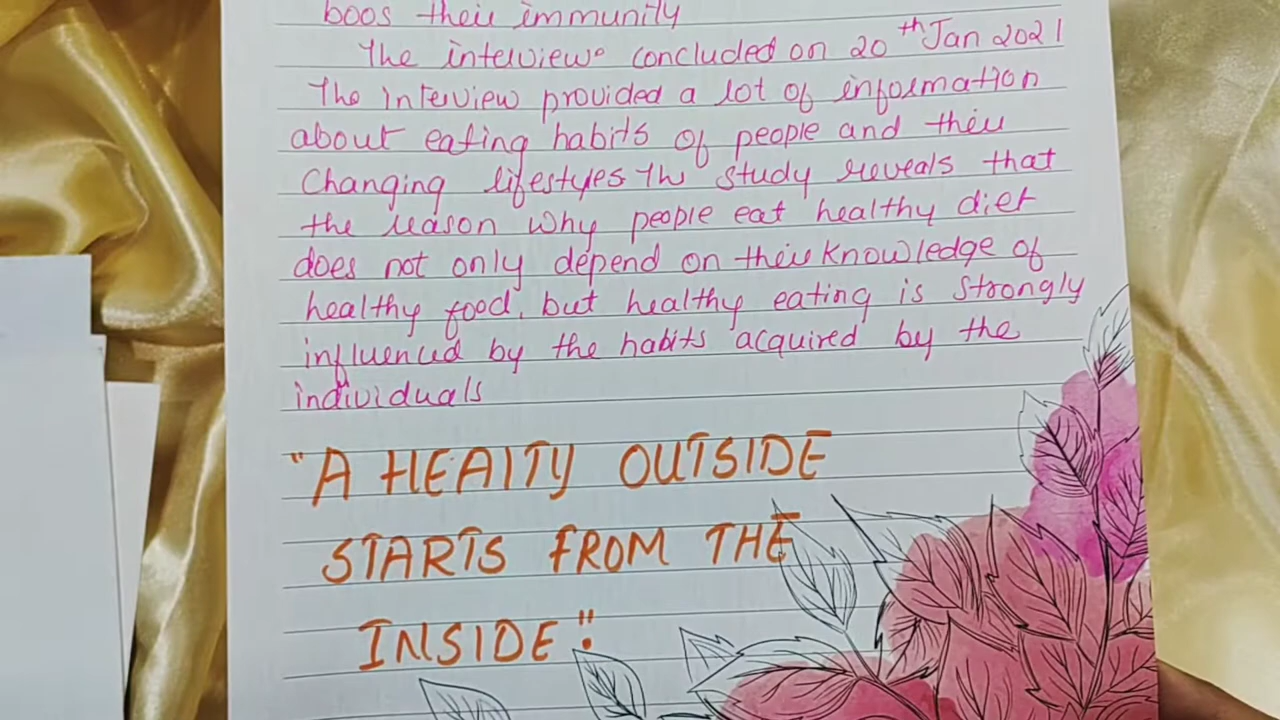 boos their immunity
The interview concluded on 20th Jan 2021
The interview provided a lot of information
about eating habits of people and their
Changing lifestyes The study reveals that
the reason why people eat healthy diet
does not only depend on their knowledge of
healthy food, but healthy eating is strongly
influenced by the habits acquired by the
individuals
"A HEALTY OUTSIDE
STARTS FROM THE
INSIDE".